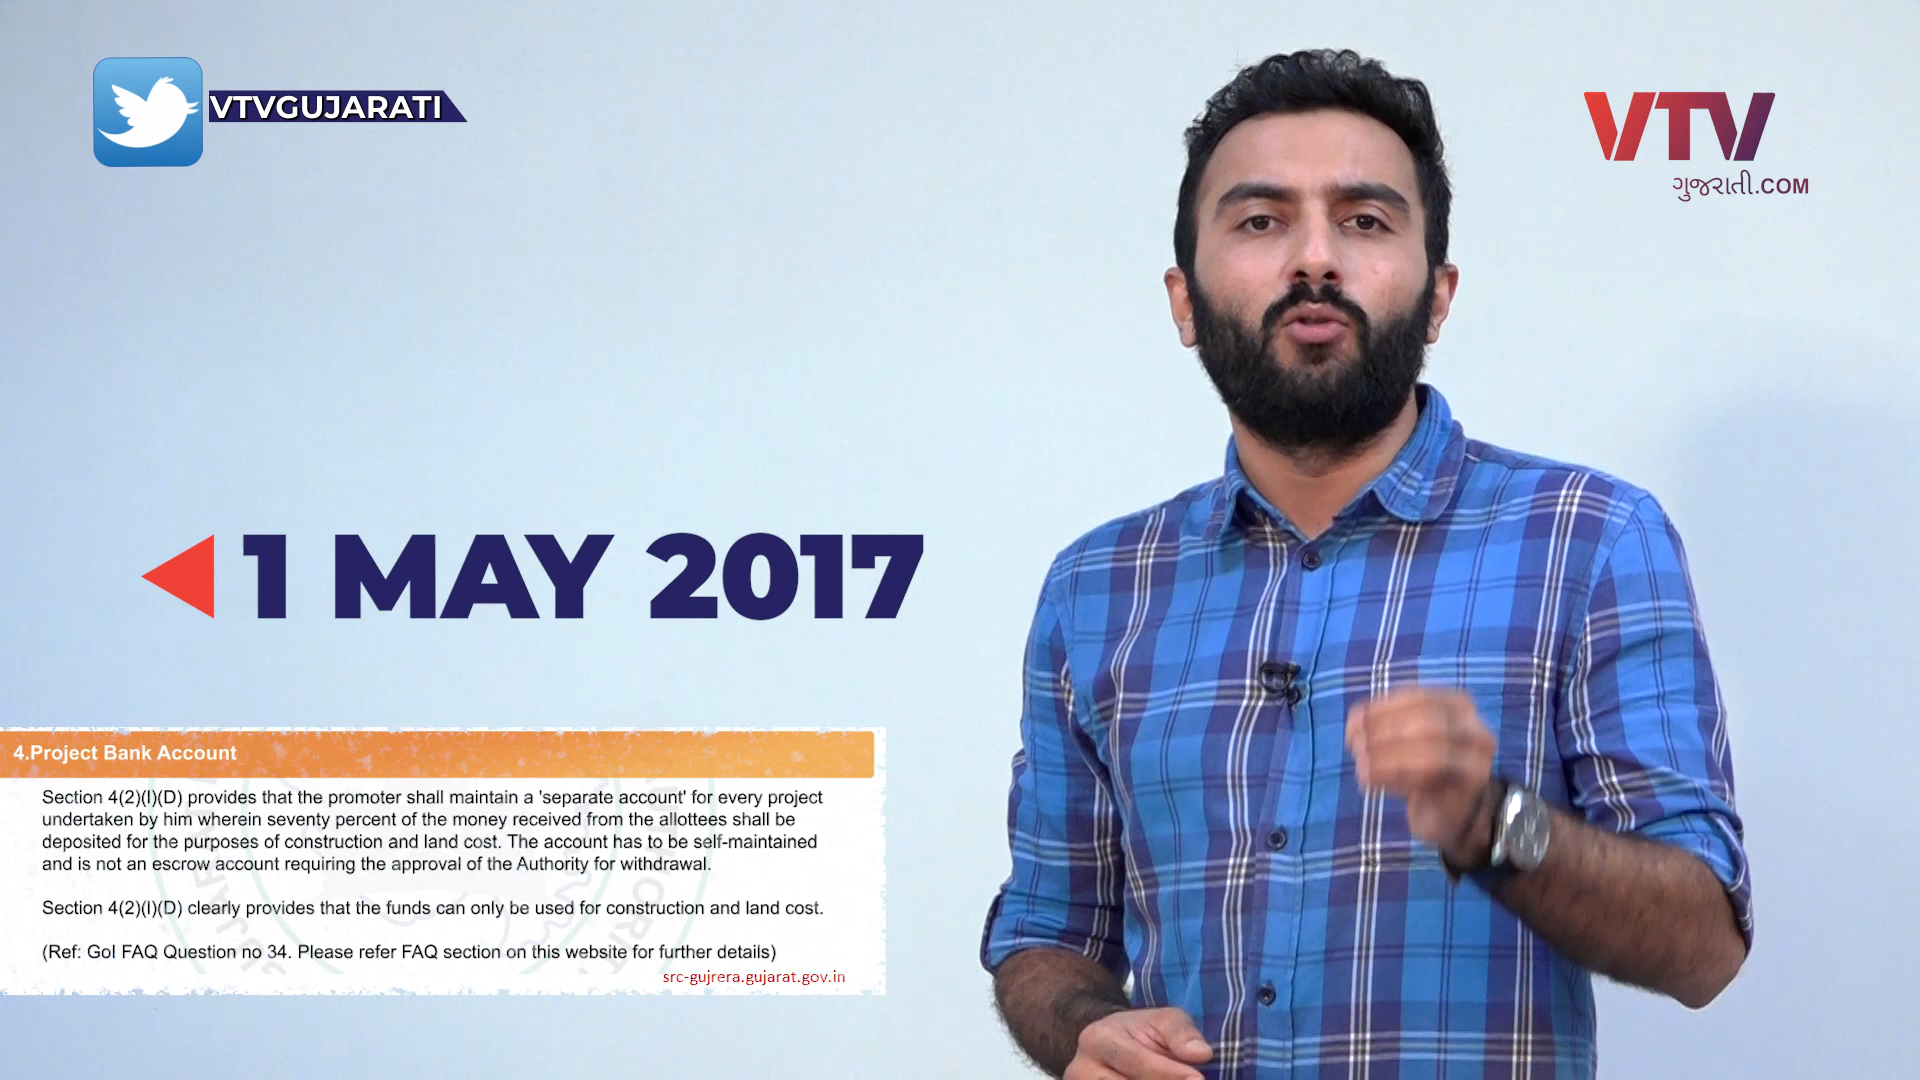 VTVGUJARATI
VTV
ગુજરાતી.COM
1 MAY 2017
4.Project Bank Account
Section 4(2)(I)(D) provides that the promoter shall maintain a 'separate account' for every project
undertaken by him wherein seventy percent of the money received from the allottees shall be
deposited for the purposes of construction and land cost. The account has to be self-maintained
and is not an escrow account requiring the approval of the Authority for withdrawal.
Section 4(2)(I)(D) clearly provides that the funds can only be used for construction and land cost.
(Ref: GoI FAQ Question no 34. Please refer FAQ section on this website for further details)
src-gujrera.gujarat.gov.in